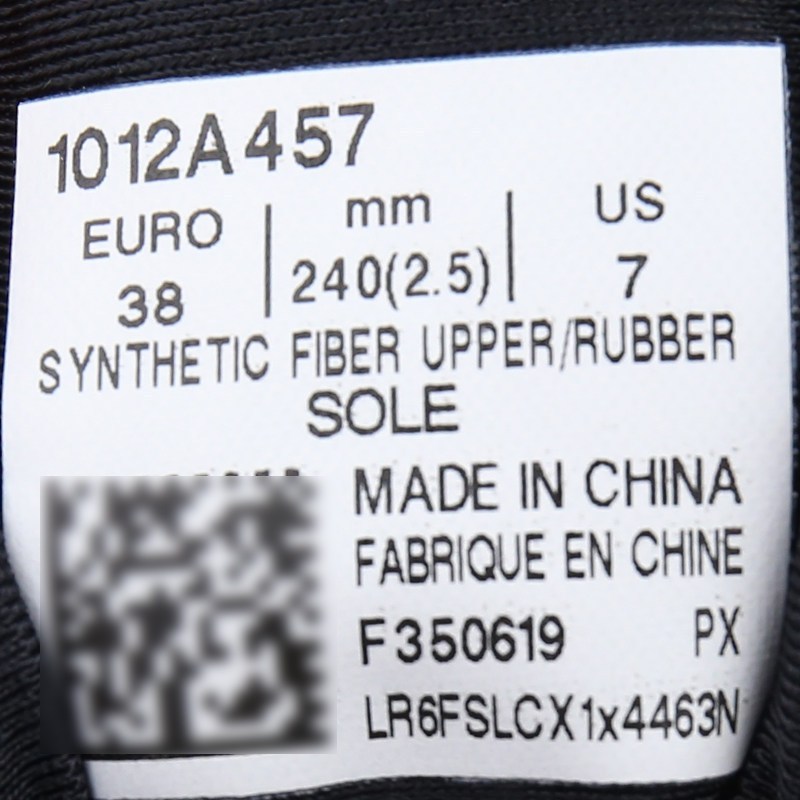 1012A457
EURO mm US
38 240(2.5) 7
SYNTHETIC FIBER UPPER/RUBBER
SOLE
MADE IN CHINA
FABRIQUE EN CHINE
F350619 PX
LR6FSLCX1x4463N